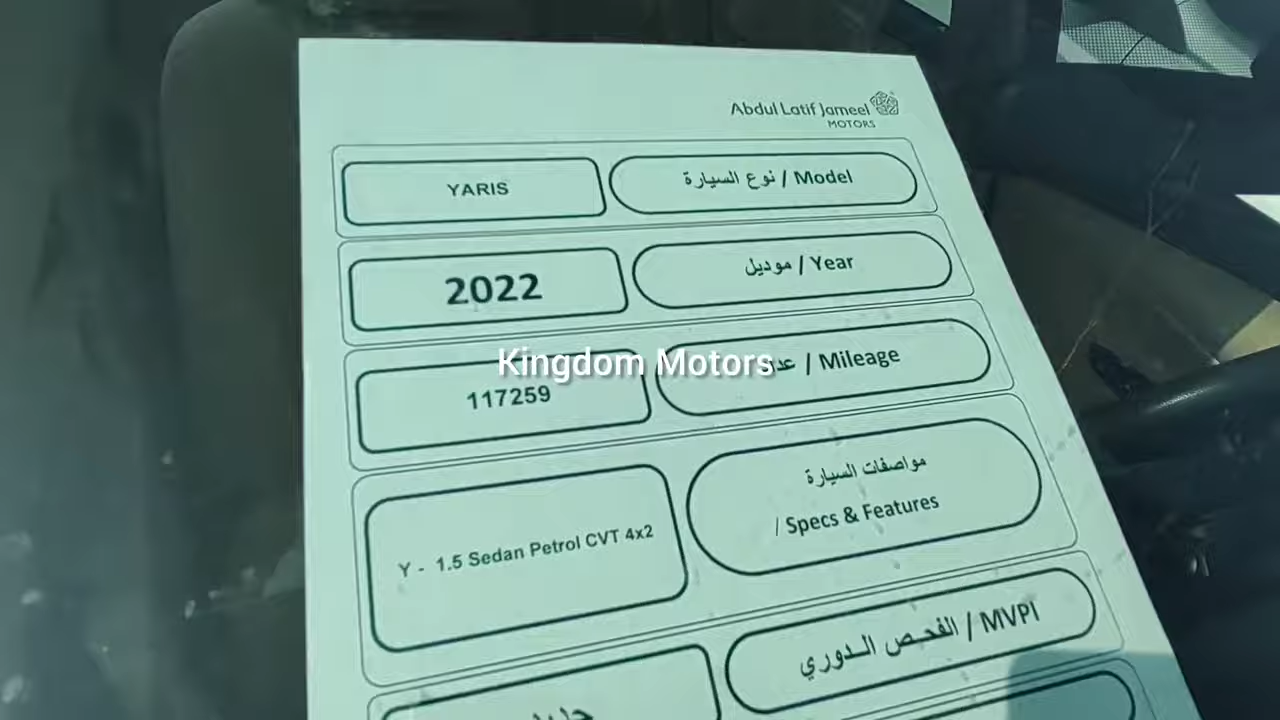 Abdul Latif Jameel
MOTORS
YARIS
نوع السيارة / Model
2022
موديل / Year
Kingdom Motors
117259
/ Mileage
Y - 1.5 Sedan Petrol CVT 4x2
مواصفات السيارة
/ Specs & Features
الفحص الدوري / MVPI